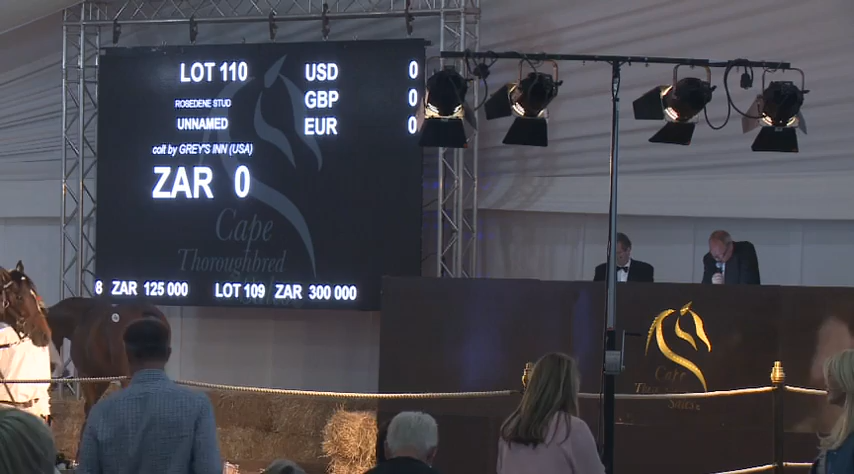 LOT 110
USD 0
ROSEDENE STUD
GBP 0
UNNAMED
EUR 0
colt by GREY'S INN (USA)
ZAR 0
Cape
Thoroughbred
8 ZAR 125 000 LOT 109 ZAR 300 000
Cape